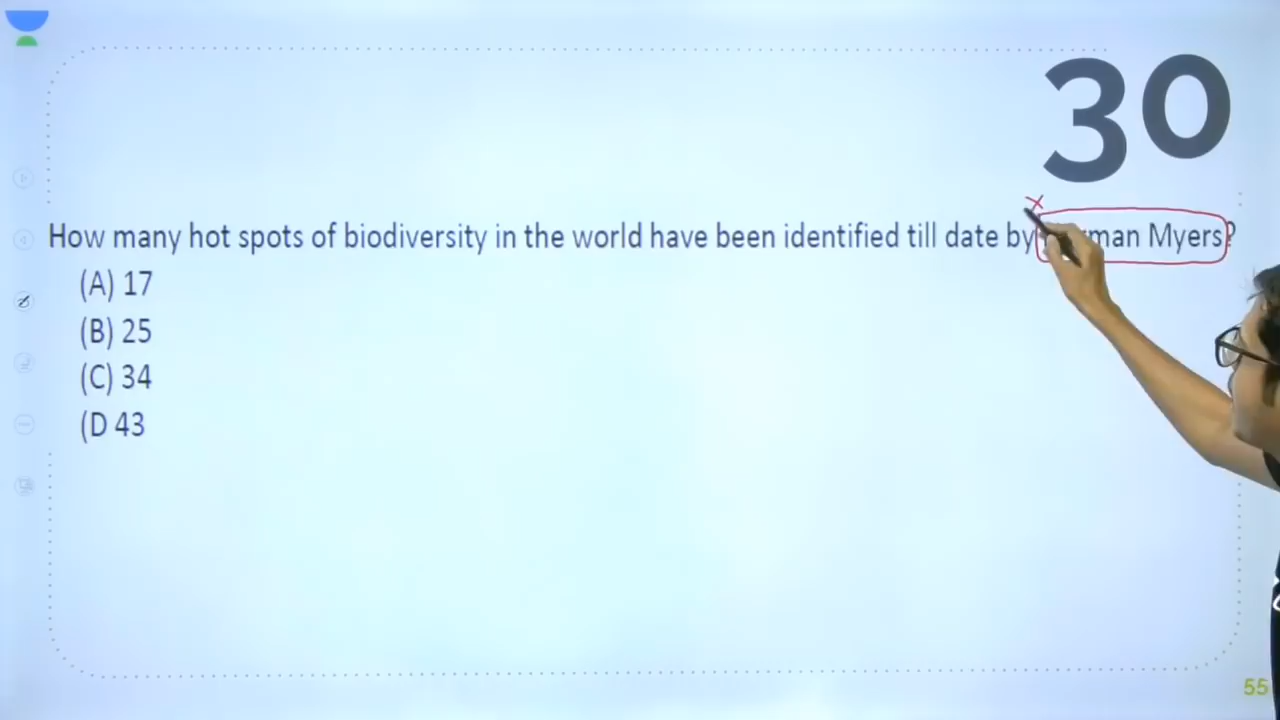 30
How many hot spots of biodiversity in the world have been identified till date by Myers?
(A) 17
(B) 25
(C) 34
(D 43
55